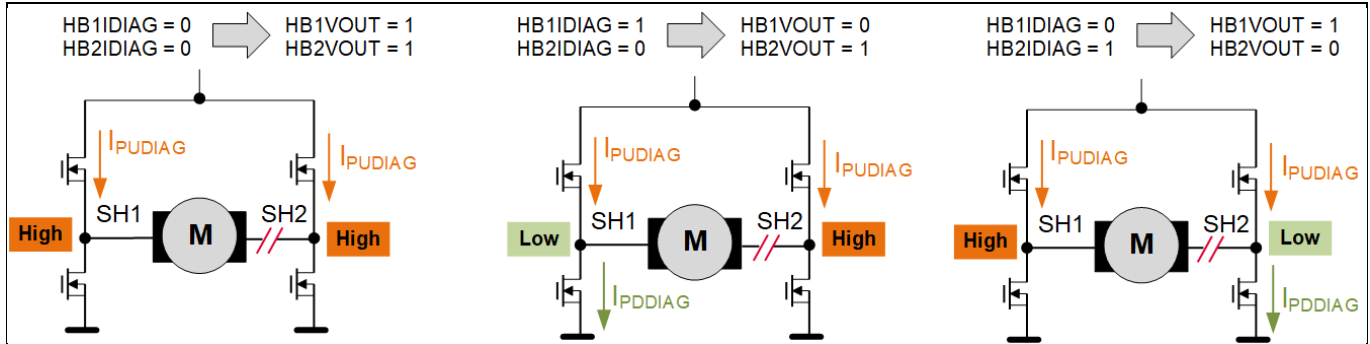 HB1IDIAG = 0
HB2IDIAG = 0
HB1VOUT = 1
HB2VOUT = 1
IPUDIAG
IPUDIAG
SH1
SH2
High
M
High
HB1IDIAG = 1
HB2IDIAG = 0
HB1VOUT = 0
HB2VOUT = 1
IPUDIAG
IPUDIAG
SH1
SH2
Low
M
High
IPDDIAG
HB1IDIAG = 0
HB2IDIAG = 1
HB1VOUT = 1
HB2VOUT = 0
IPUDIAG
IPUDIAG
SH1
SH2
High
M
Low
IPDDIAG